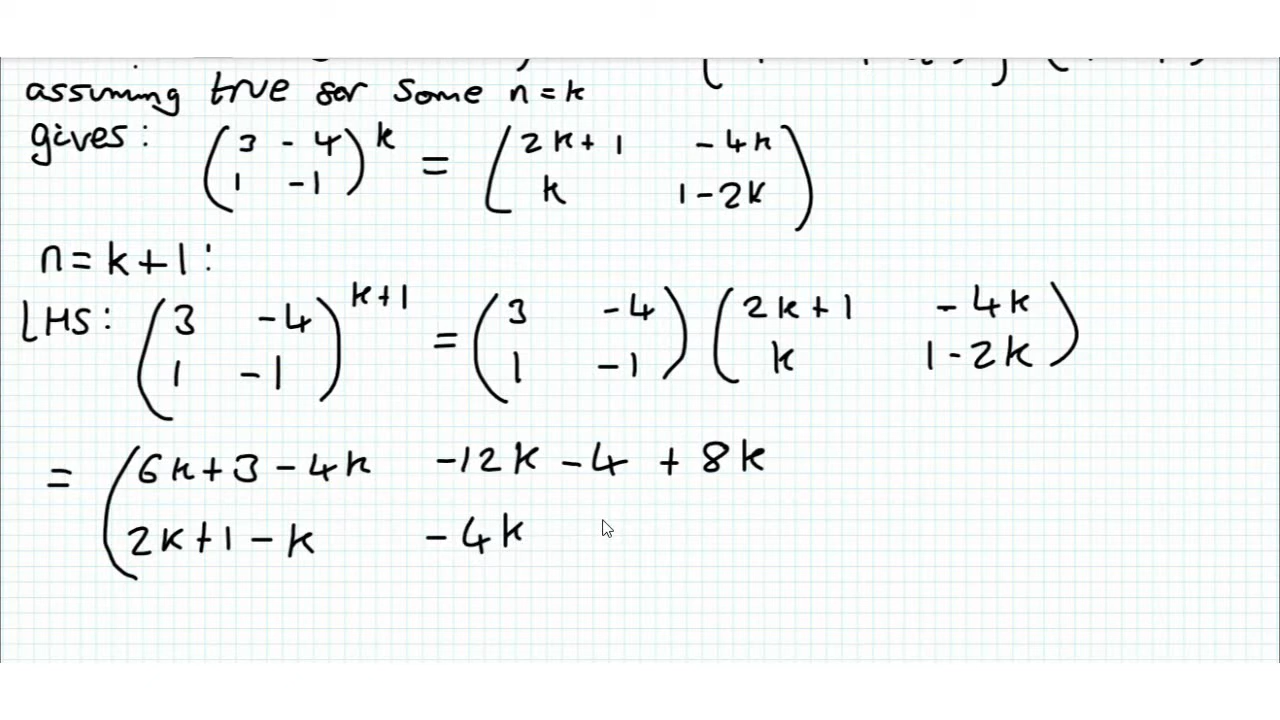 assuming true for some n = k
gives: ( 3 - 4 ) k = ( 2k + 1 - 4k )
( 1 - 1 ) ( k 1 - 2k )
n = k + 1 :
LHS: ( 3 - 4 ) k + 1 = ( 3 - 4 ) ( 2k + 1 - 4k )
( 1 - 1 ) ( 1 - 1 ) ( k 1 - 2k )
= ( 6k + 3 - 4k - 12k - 4 + 8k
2k + 1 - k - 4k